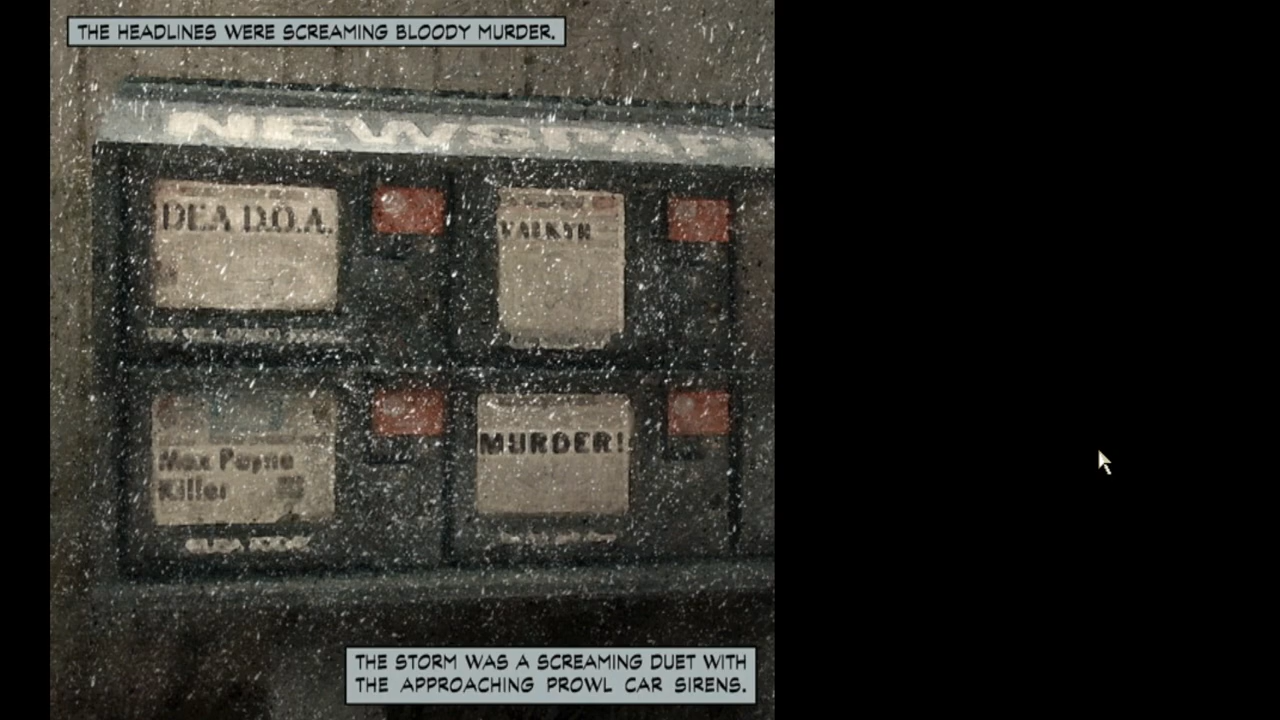 THE HEADLINES WERE SCREAMING BLOODY MURDER.
DEA D.O.A.
VALKYR
Max Payne
Killer
MURDER!
THE STORM WAS A SCREAMING DUET WITH
THE APPROACHING PROWL CAR SIRENS.